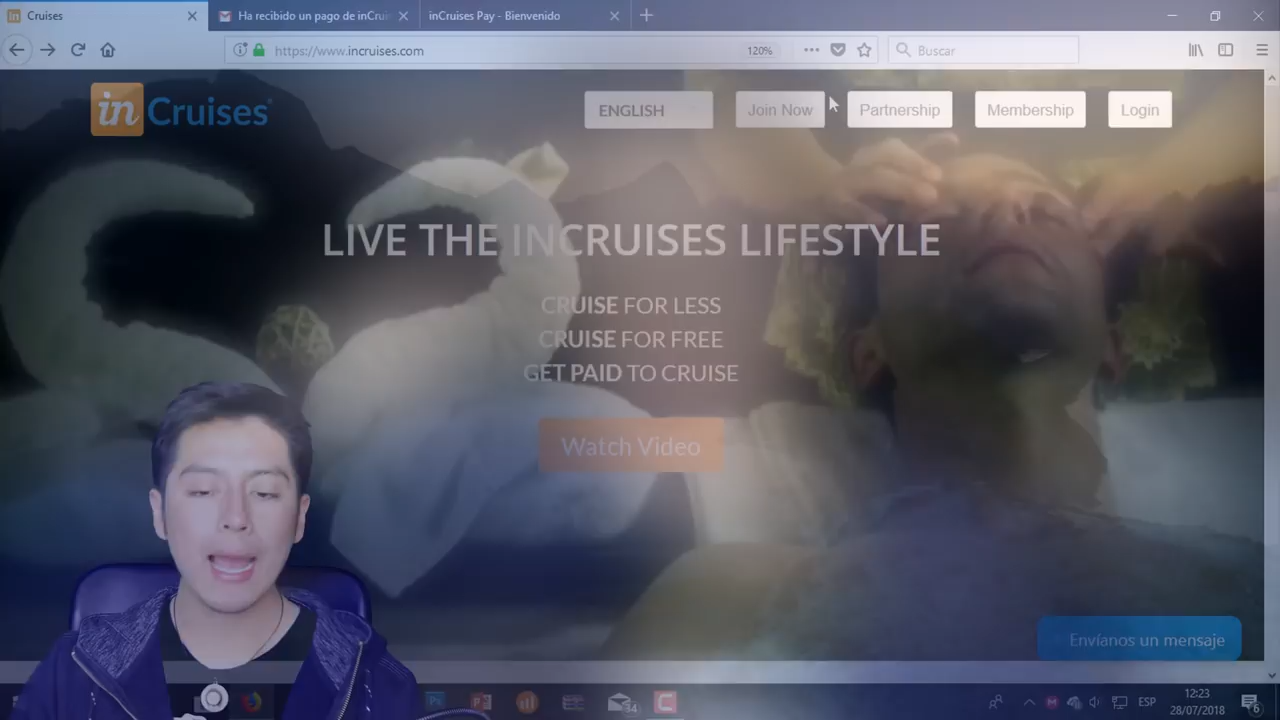 Cruises
Ha recibido un pago de inCrui
inCruises Pay - Bienvenido
https://www.incruises.com
120%
Buscar
in Cruises
ENGLISH
Join Now
Partnership
Membership
Login
LIVE THE INCRUISES LIFESTYLE
CRUISE FOR LESS
CRUISE FOR FREE
GET PAID TO CRUISE
Watch Video
Envíanos un mensaje
ESP
12:23
28/07/2018